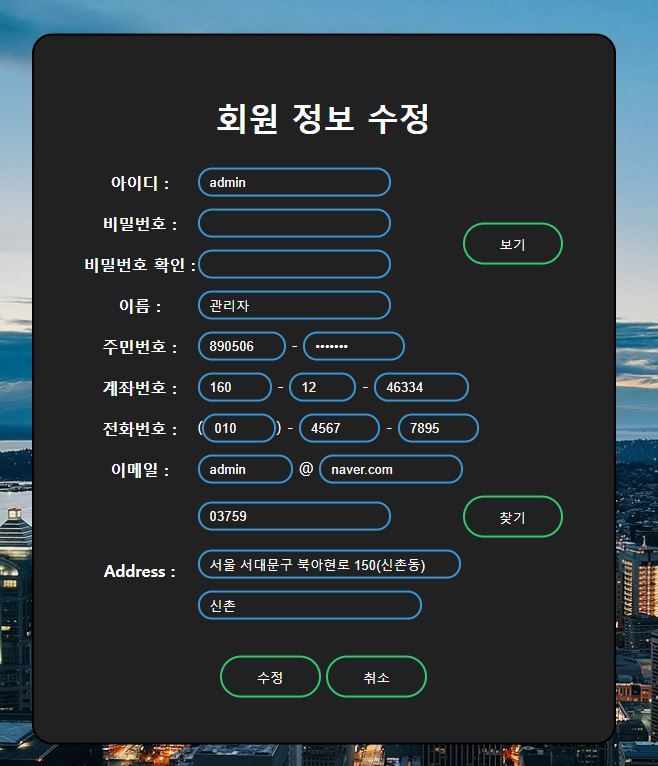 회원 정보 수정
아이디 : admin
비밀번호 :
보기
비밀번호 확인 :
이름 : 관리자
주민번호 : 890506 - •••••••
계좌번호 : 160 - 12 - 46334
전화번호 : (010) - 4567 - 7895
이메일 : admin @ naver.com
03759 찾기
Address : 서울 서대문구 북아현로 150(신촌동)
신촌
수정 취소